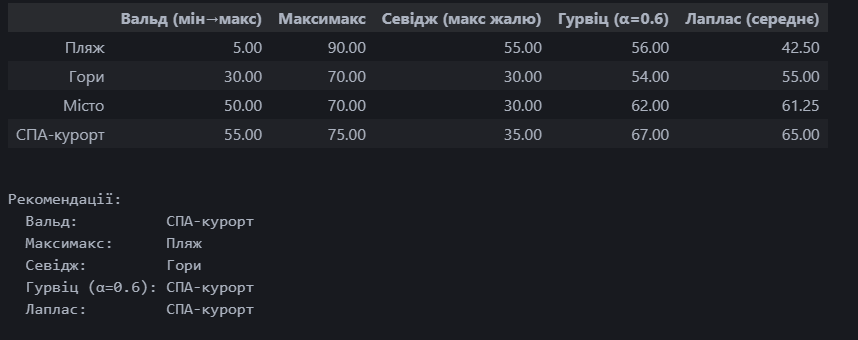 Вальд (мін→макс) Максимакс Севідж (макс жалю) Гурвіц (α=0.6) Лаплас (середнє)
Пляж 5.00 90.00 55.00 56.00 42.50
Гори 30.00 70.00 30.00 54.00 55.00
Місто 50.00 70.00 30.00 62.00 61.25
СПА-курорт 55.00 75.00 35.00 67.00 65.00
Рекомендації:
Вальд: СПА-курорт
Максимакс: Пляж
Севідж: Гори
Гурвіц (α=0.6): СПА-курорт
Лаплас: СПА-курорт